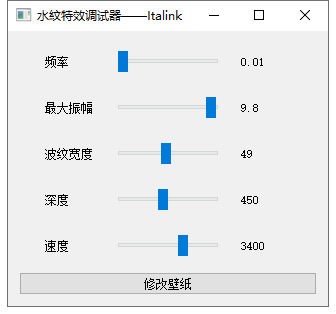 水纹特效调试器——Italink
频率 0.01
最大振幅 9.8
波纹宽度 49
深度 450
速度 3400
修改壁纸